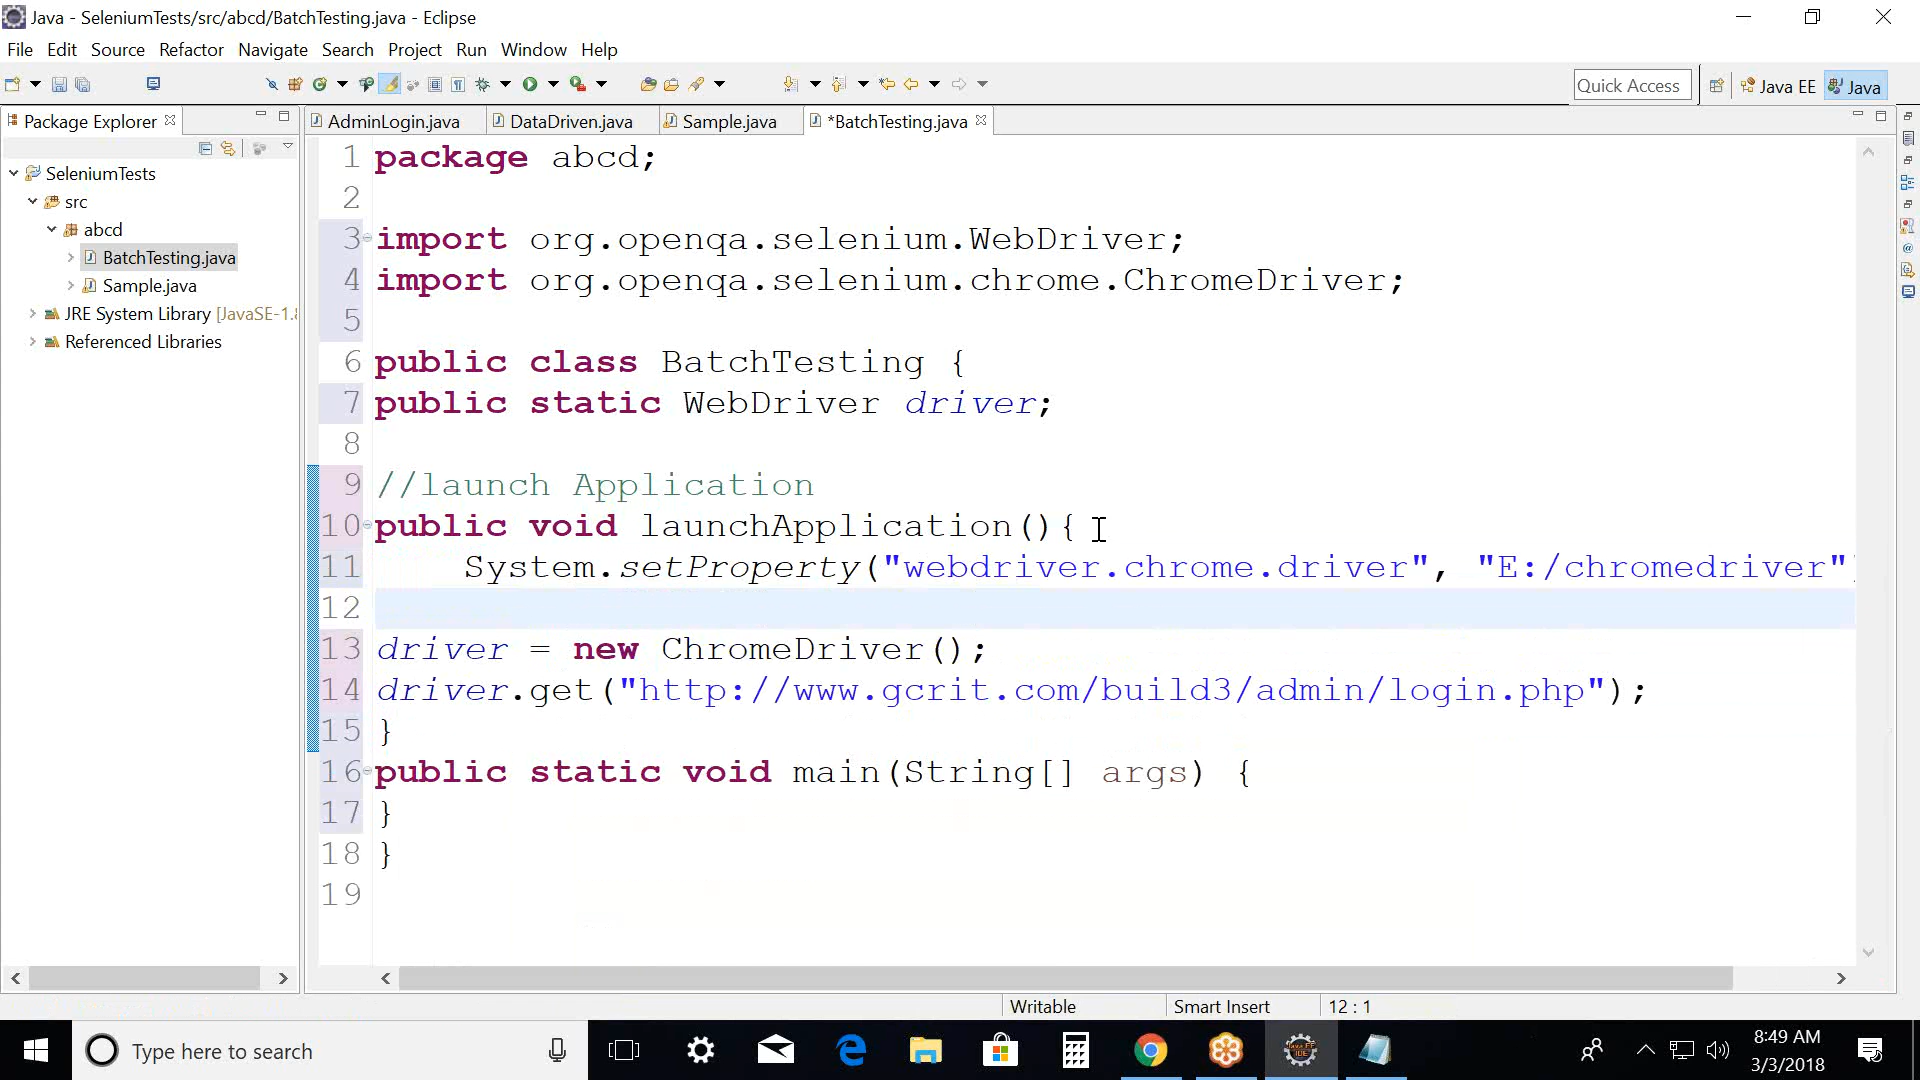 Java - SeleniumTests/src/abcd/BatchTesting.java - Eclipse
File Edit Source Refactor Navigate Search Project Run Window Help
Quick Access
Java EE
Java
Package Explorer
AdminLogin.java
DataDriven.java
Sample.java
*BatchTesting.java
SeleniumTests
src
abcd
BatchTesting.java
Sample.java
JRE System Library [JavaSE-1.8
Referenced Libraries
1 package abcd;
2
3 import org.openqa.selenium.WebDriver;
4 import org.openqa.selenium.chrome.ChromeDriver;
5
6 public class BatchTesting {
7 public static WebDriver driver;
8
9 //launch Application
10 public void launchApplication(){
11 System.setProperty("webdriver.chrome.driver", "E:/chromedriver")
12
13 driver = new ChromeDriver();
14 driver.get("http://www.gcrit.com/build3/admin/login.php");
15 }
16 public static void main(String[] args) {
17 }
18 }
19
Writable
Smart Insert
12 : 1
Type here to search
8:49 AM
3/3/2018